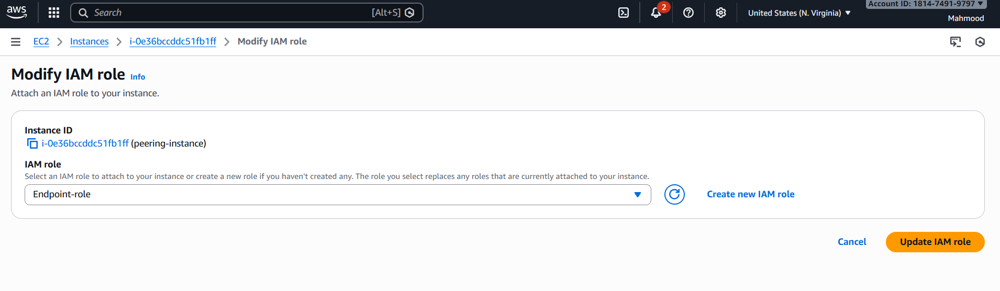 aws
Search [Alt+S]
2
United States (N. Virginia)
Account ID: 1814-7491-9797
Mahmood
EC2 Instances i-0e36bccddc51fb1ff Modify IAM role
Modify IAM role Info
Attach an IAM role to your instance.
Instance ID
i-0e36bccddc51fb1ff (peering-instance)
IAM role
Select an IAM role to attach to your instance or create a new role if you haven't created any. The role you select replaces any roles that are currently attached to your instance.
Endpoint-role
Create new IAM role
Cancel Update IAM role